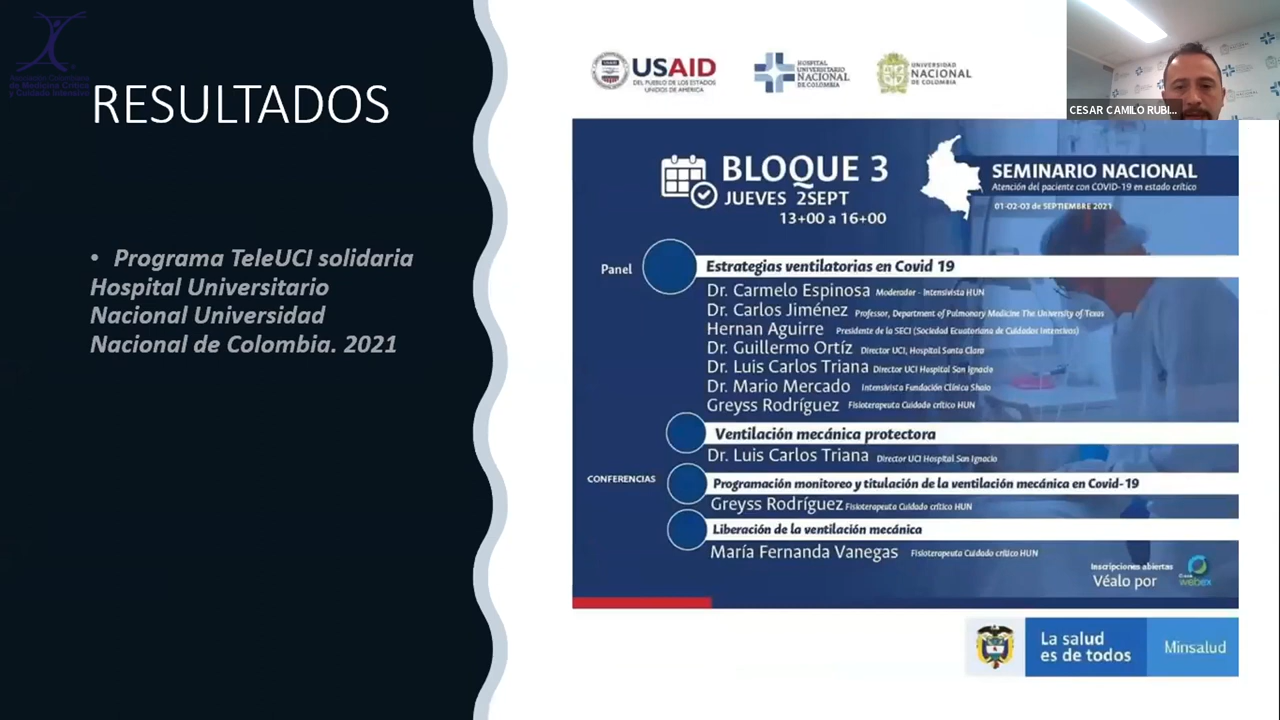 Asociación Colombiana
de Medicina Crítica
y Cuidado Intensivo
RESULTADOS
• Programa TeleUCI solidaria
Hospital Universitario
Nacional Universidad
Nacional de Colombia. 2021
USAID
DEL PUEBLO DE LOS ESTADOS
UNIDOS DE AMÉRICA
HOSPITAL
UNIVERSITARIO
NACIONAL
DE COLOMBIA
UNIVERSIDAD
NACIONAL
DE COLOMBIA
CESAR CAMILO RUBI...
BLOQUE 3
JUEVES 2SEPT
13+00 a 16+00
SEMINARIO NACIONAL
Atención del paciente con COVID-19 en estado crítico
01-02-03 de SEPTIEMBRE 2021
Panel
Estrategias ventilatorias en Covid 19
Dr. Carmelo Espinosa Moderador - Intensivista HUN
Dr. Carlos Jiménez Professor, Department of Pulmonary Medicine The University of Texas
Hernan Aguirre Presidente de la SECI (Sociedad Ecuatoriana de Cuidados Intensivos)
Dr. Guillermo Ortíz Director UCI, Hospital Santa Clara
Dr. Luis Carlos Triana Director UCI Hospital San Ignacio
Dr. Mario Mercado Intensivista Fundación Clínica Shaio
Greyss Rodríguez Fisioterapeuta Cuidado crítico HUN
Ventilación mecánica protectora
Dr. Luis Carlos Triana Director UCI Hospital San Ignacio
CONFERENCIAS
Programación monitoreo y titulación de la ventilación mecánica en Covid-19
Greyss Rodríguez Fisioterapeuta Cuidado crítico HUN
Liberación de la ventilación mecánica
María Fernanda Vanegas Fisioterapeuta Cuidado crítico HUN
Inscripciones abiertas
Véalo por
Cisco
webex
La salud
es de todos
Minsalud